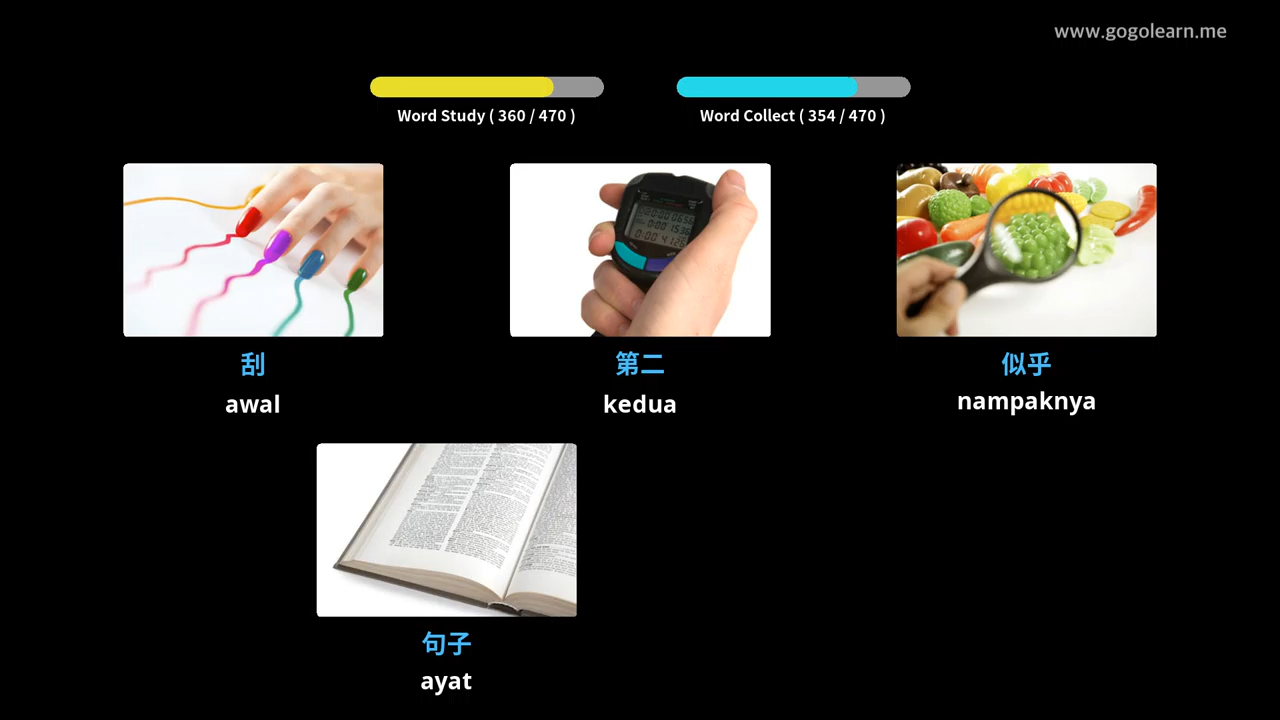 www.gogolearn.me
Word Study ( 360 / 470 )
Word Collect ( 354 / 470 )
刮
awal
第二
kedua
似乎
nampaknya
句子
ayat